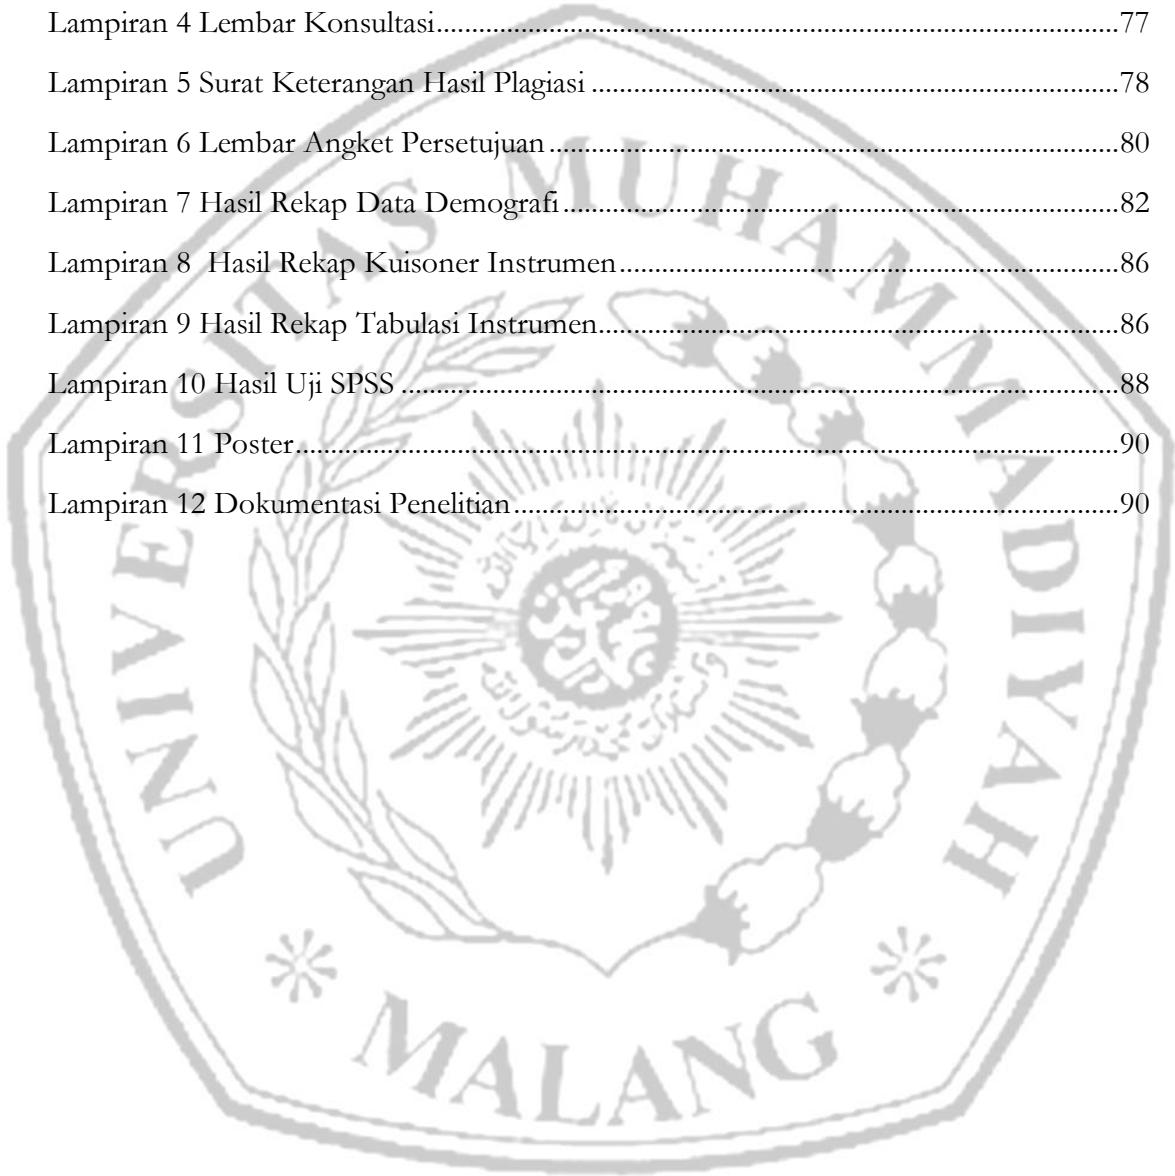 Lampiran 4 Lembar Konsultasi.....77
Lampiran 5 Surat Keterangan Hasil Plagiasi.....78
Lampiran 6 Lembar Angket Persetujuan.....80
Lampiran 7 Hasil Rekap Data Demografi.....82
Lampiran 8  Hasil Rekap Kuisoner Instrumen.....86
Lampiran 9 Hasil Rekap Tabulasi Instrumen.....86
Lampiran 10 Hasil Uji SPSS.....88
Lampiran 11 Poster.....90
Lampiran 12 Dokumentasi Penelitian.....90
UNIVERSITAS MUHAMMADIYAH
MALANG